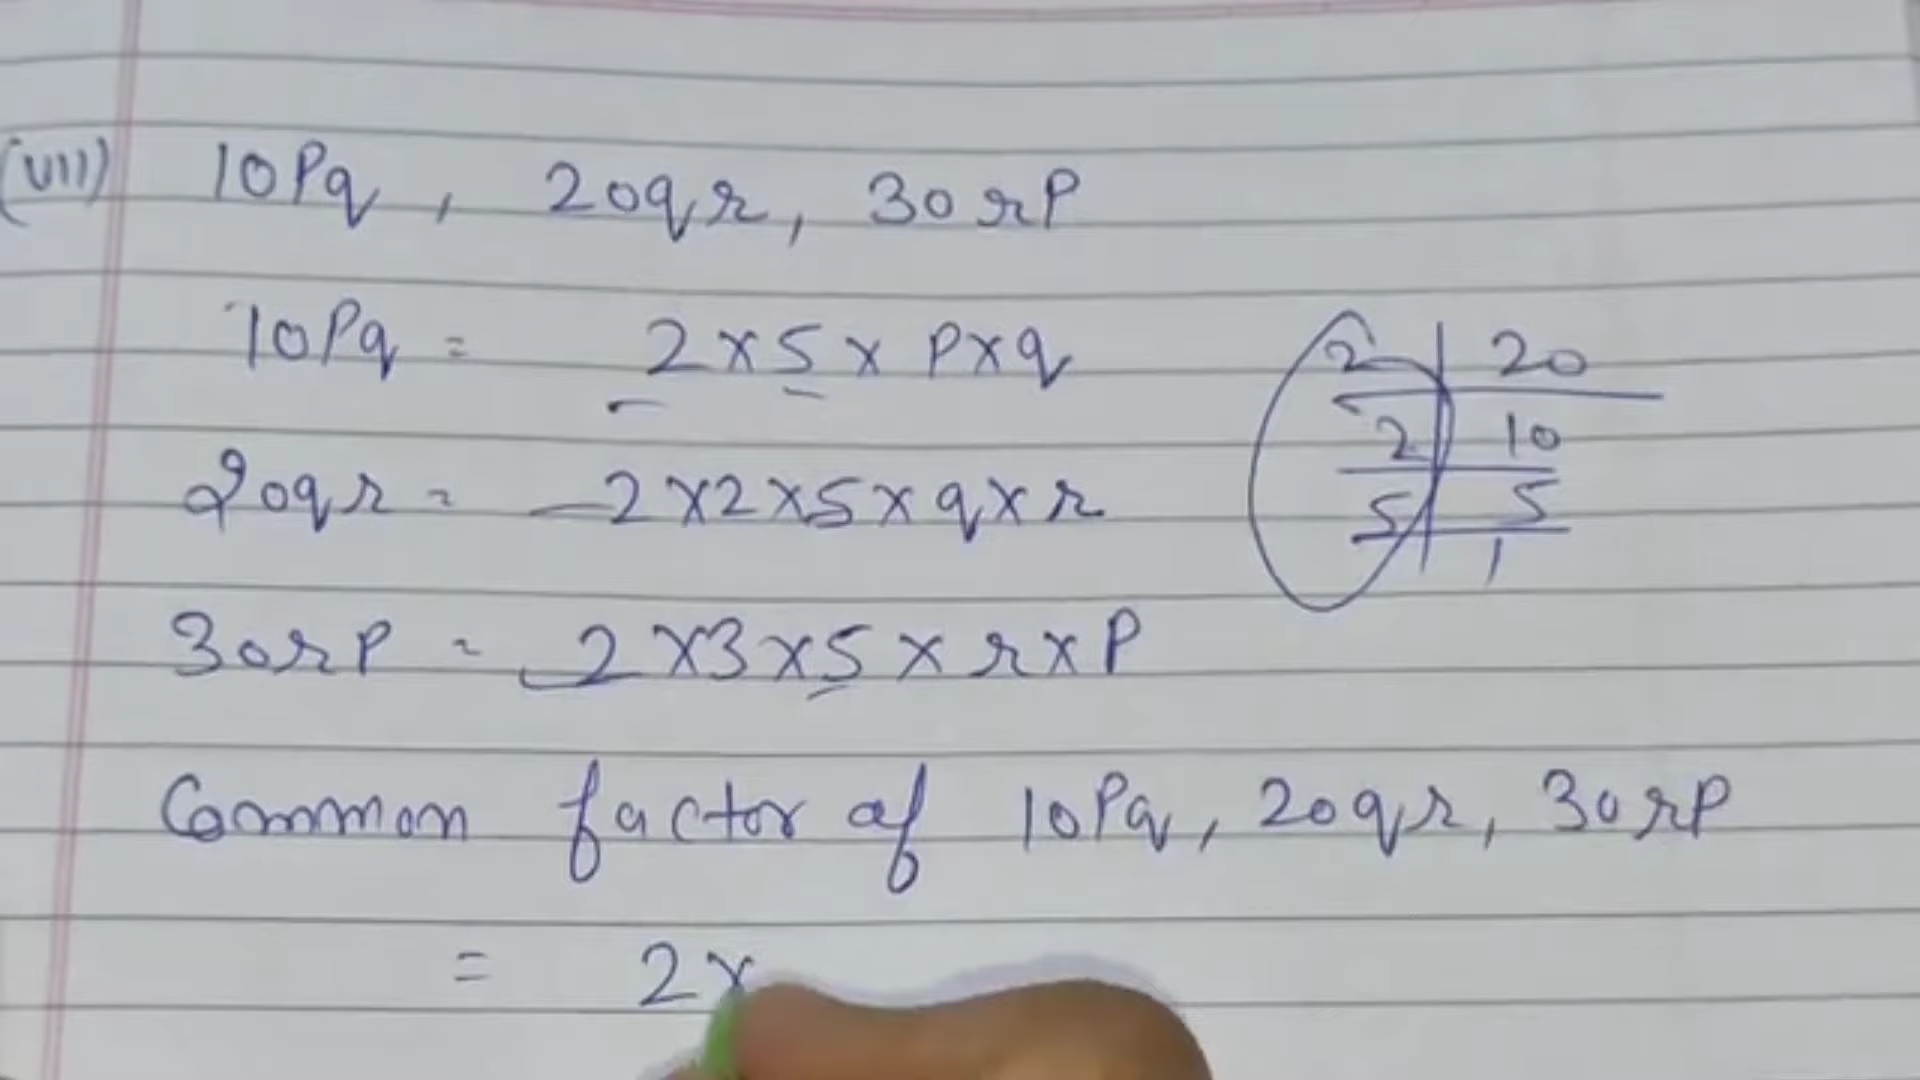 (VII) 10Pq, 20qr, 30rP
10Pq = 2×5×P×q
2 | 20
2 | 10
20qr = 2×2×5×q×r
5 | 5
1
30rP = 2×3×5×r×P
Common factor of 10Pq, 20qr, 30rP
= 2×